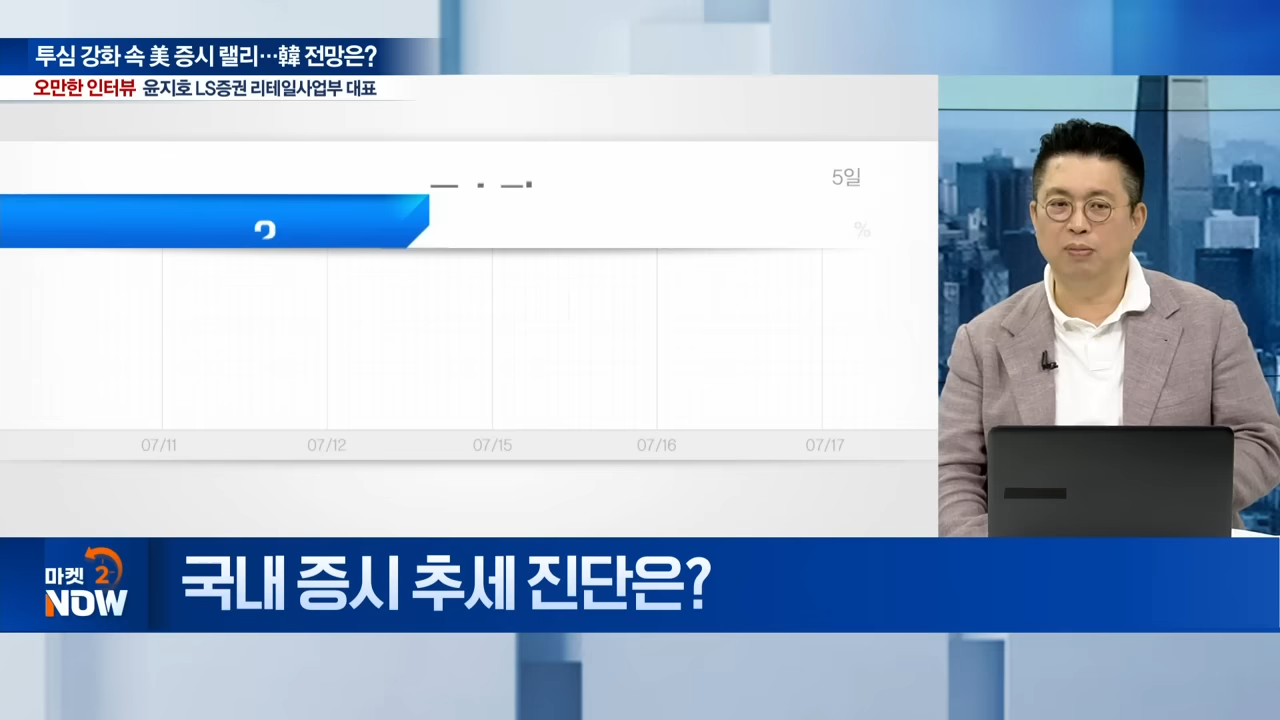 투심 강화 속 美 증시 랠리…韓 전망은?
오만한 인터뷰 윤지호 LS증권 리테일사업부 대표
5일
%
07/11 07/12 07/15 07/16 07/17
마켓 2
NOW
국내 증시 추세 진단은?